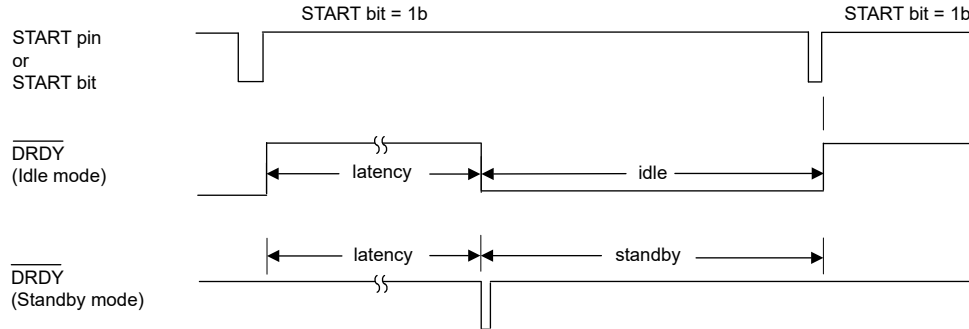 START bit = 1b
START bit = 1b
START pin
or
START bit
DRDY
(Idle mode)
latency
idle
DRDY
(Standby mode)
latency
standby